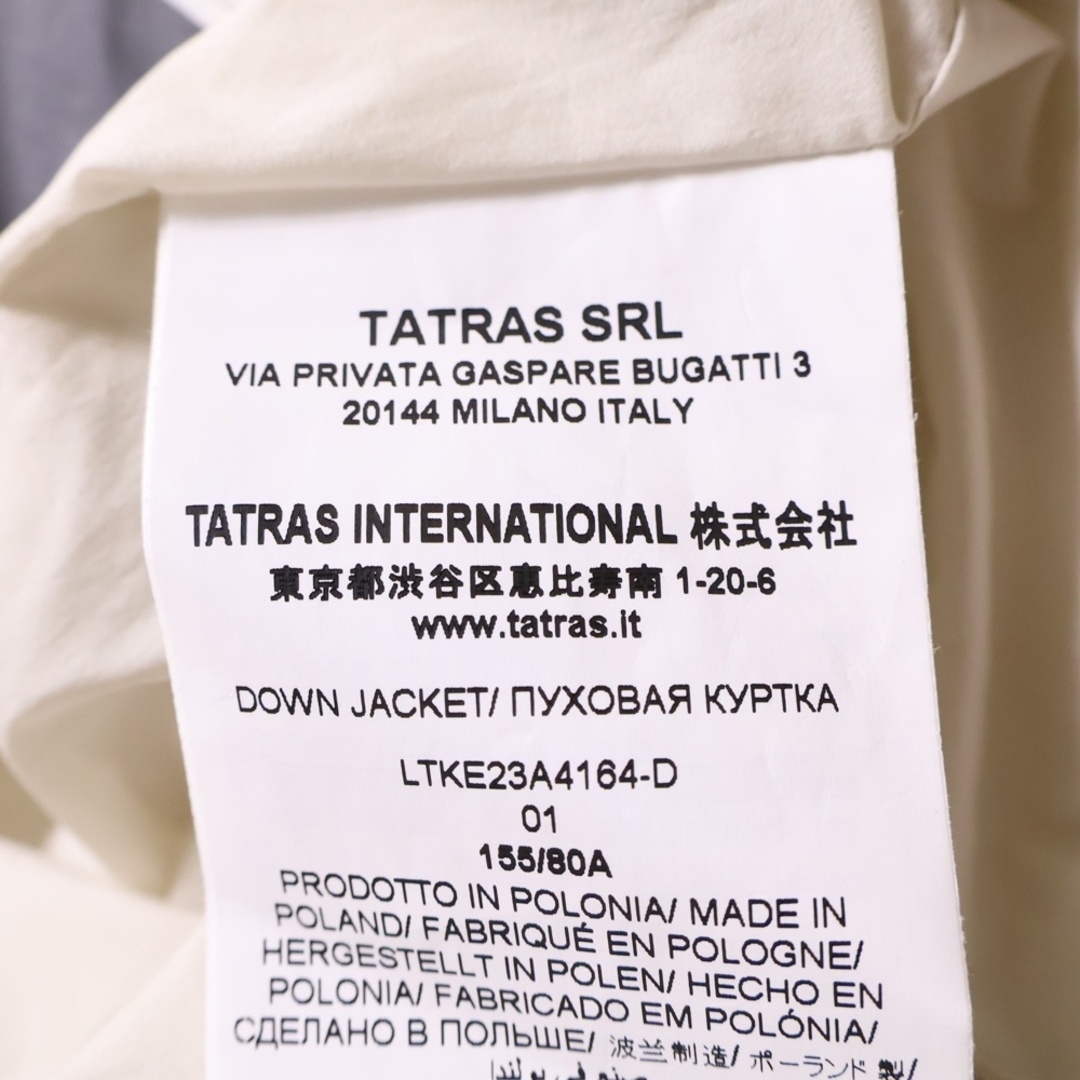 TATRAS SRL
VIA PRIVATA GASPARE BUGATTI 3
20144 MILANO ITALY
TATRAS INTERNATIONAL 株式会社
東京都渋谷区恵比寿南 1-20-6
www.tatras.it
DOWN JACKET/ ПУХОВАЯ КУРТКА
LTKE23A4164-D
01
155/80A
PRODOTTO IN POLONIA/ MADE IN
POLAND/ FABRIQUÉ EN POLOGNE/
HERGESTELLT IN POLEN/ HECHO EN
POLONIA/ FABRICADO EM POLÓNIA/
СДЕЛАНО В ПОЛЬШЕ/ 波兰制造/ ポーランド 製/